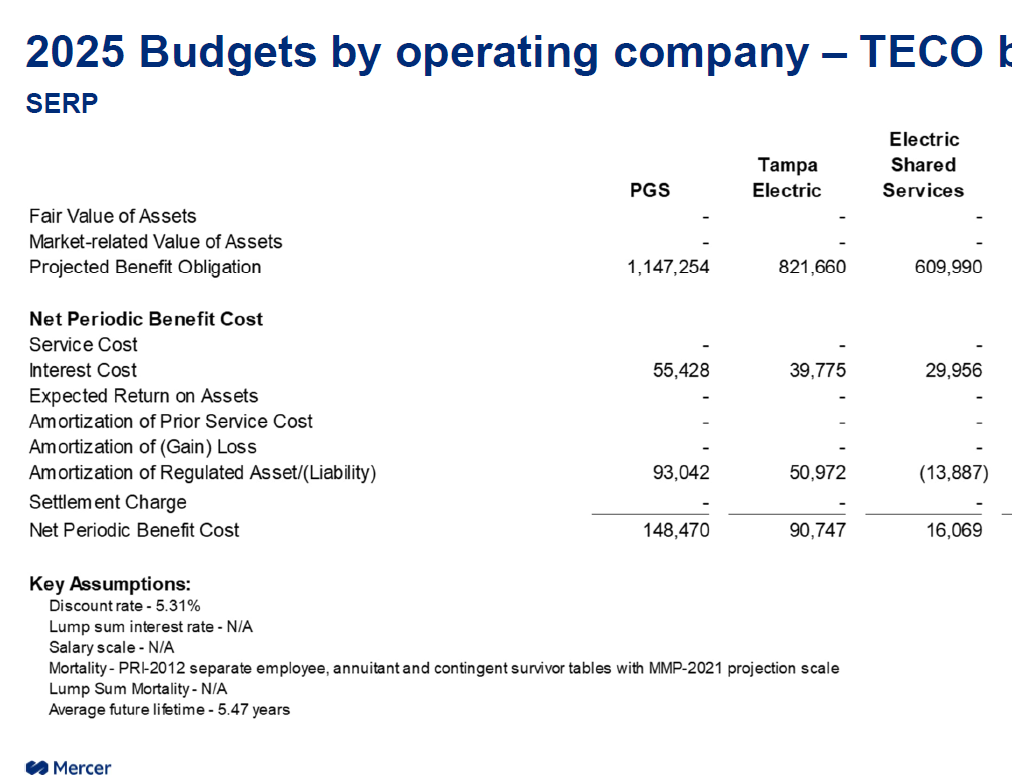 2025 Budgets by operating company – TECO b
SERP
Electric
Tampa Shared
PGS Electric Services
Fair Value of Assets - - -
Market-related Value of Assets - - -
Projected Benefit Obligation 1,147,254 821,660 609,990
Net Periodic Benefit Cost
Service Cost - - -
Interest Cost 55,428 39,775 29,956
Expected Return on Assets - - -
Amortization of Prior Service Cost - - -
Amortization of (Gain) Loss - - -
Amortization of Regulated Asset/(Liability) 93,042 50,972 (13,887)
Settlement Charge - - -
Net Periodic Benefit Cost 148,470 90,747 16,069
Key Assumptions:
Discount rate - 5.31%
Lump sum interest rate - N/A
Salary scale - N/A
Mortality - PRI-2012 separate employee, annuitant and contingent survivor tables with MMP-2021 projection scale
Lump Sum Mortality - N/A
Average future lifetime - 5.47 years
Mercer